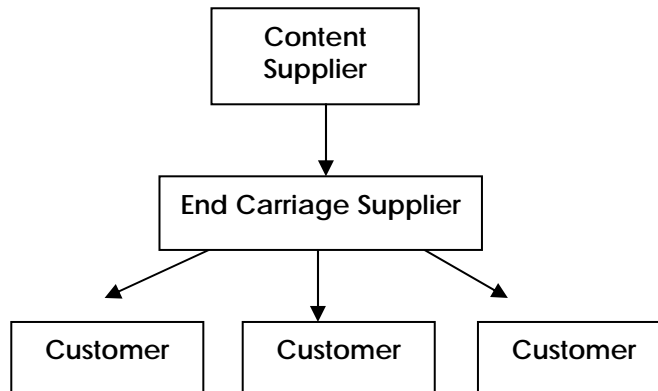 Content
Supplier
End Carriage Supplier
Customer
Customer
Customer